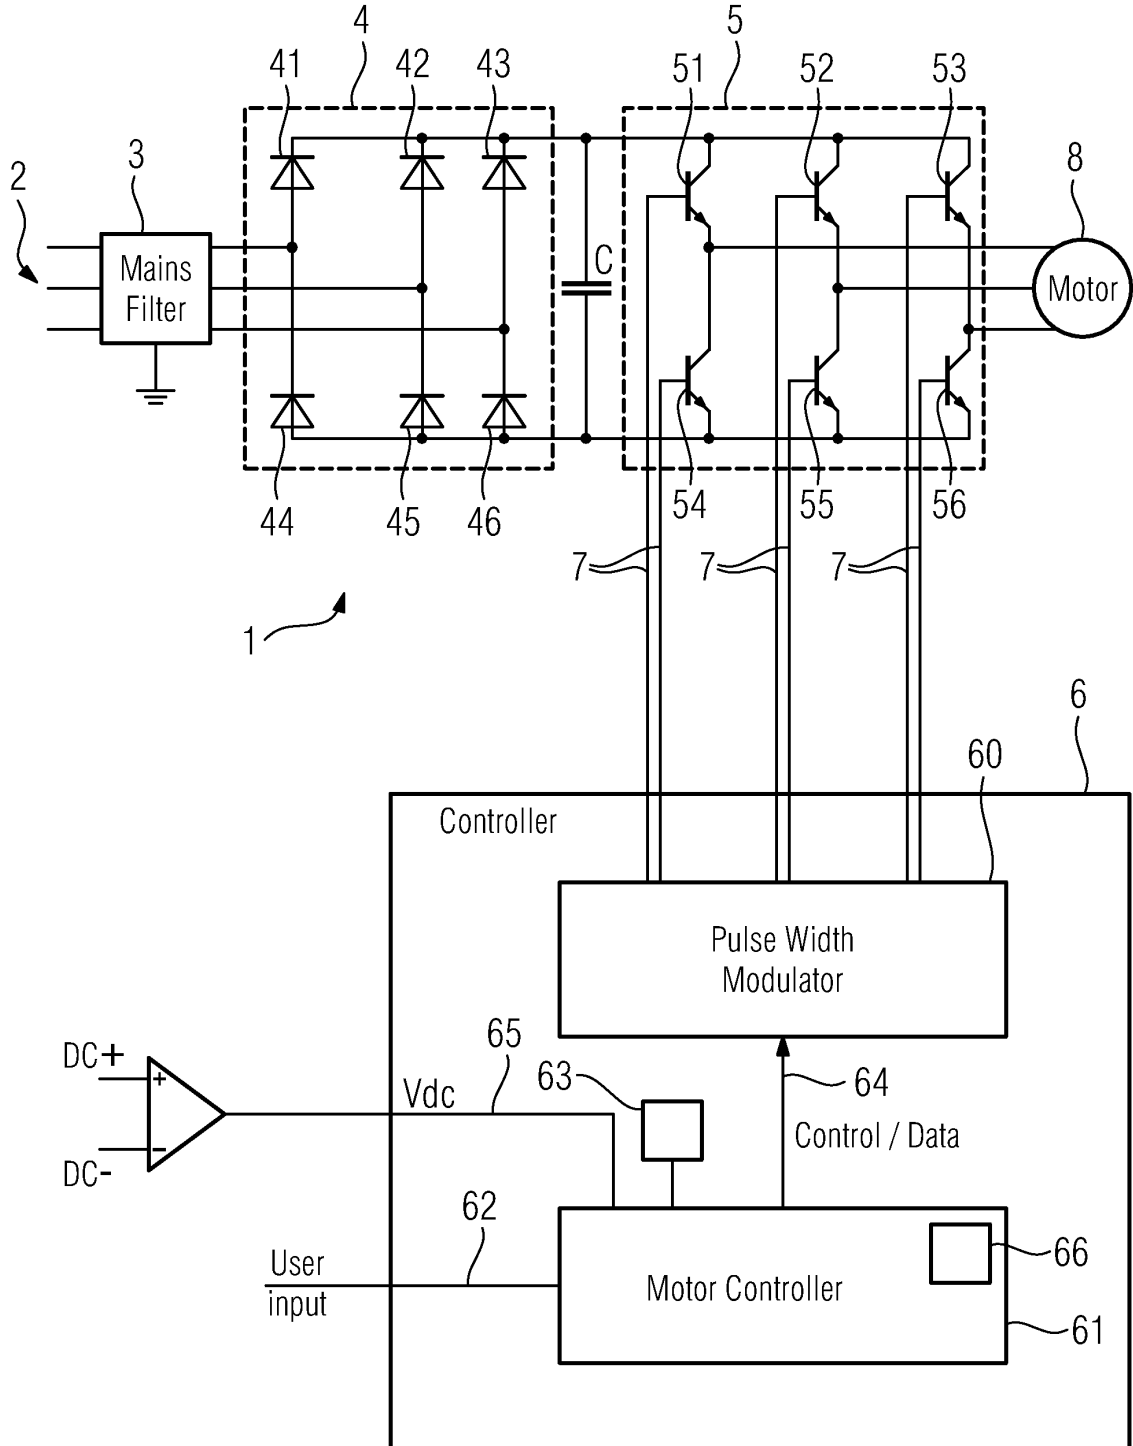 4
5
41
42
43
51
52
53
2
3
8
Mains
Filter
C
Motor
44
45
46
54
55
56
7
7
7
1
6
60
Controller
Pulse Width
Modulator
DC+
65
63
64
+
Vdc
Control / Data
-
DC-
62
User
input
66
Motor Controller
61